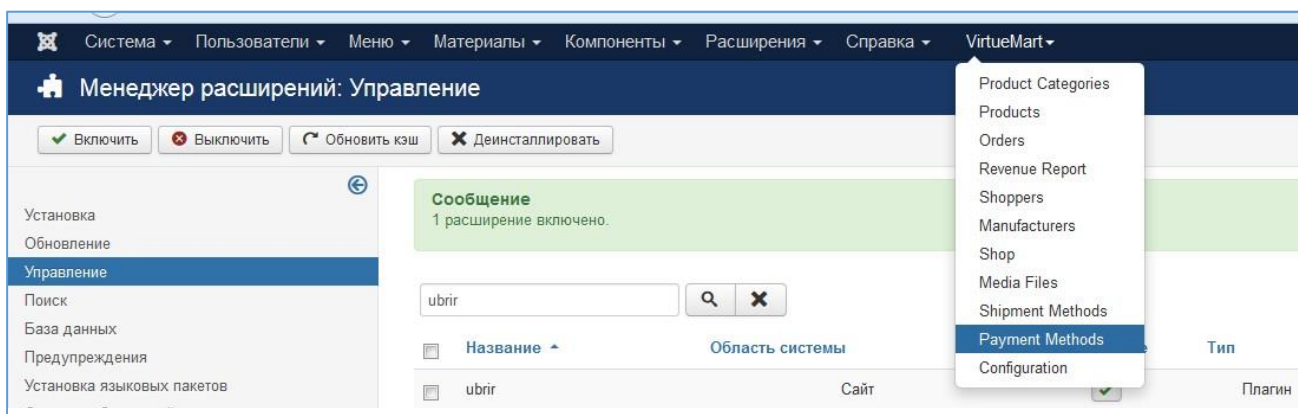 Система Пользователи Меню Материалы Компоненты Расширения Справка VirtueMart
Менеджер расширений: Управление
Включить Выключить Обновить кэш Деинсталлировать
Product Categories
Products
Orders
Revenue Report
Shoppers
Manufacturers
Shop
Media Files
Shipment Methods
Payment Methods
Configuration
Установка
Обновление
Управление
Поиск
База данных
Предупреждения
Установка языковых пакетов
Сообщение
1 расширение включено.
ubrir
Название Область системы Тип
ubrir Сайт Плагин